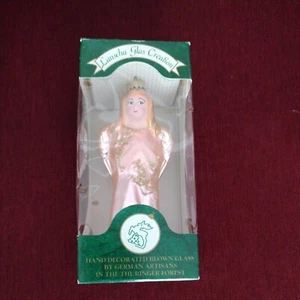 Lauscha Glas Creation
HAND DECORATED BLOWN GLASS
BY GERMAN ARTISANS
IN THE THURINGER FOREST